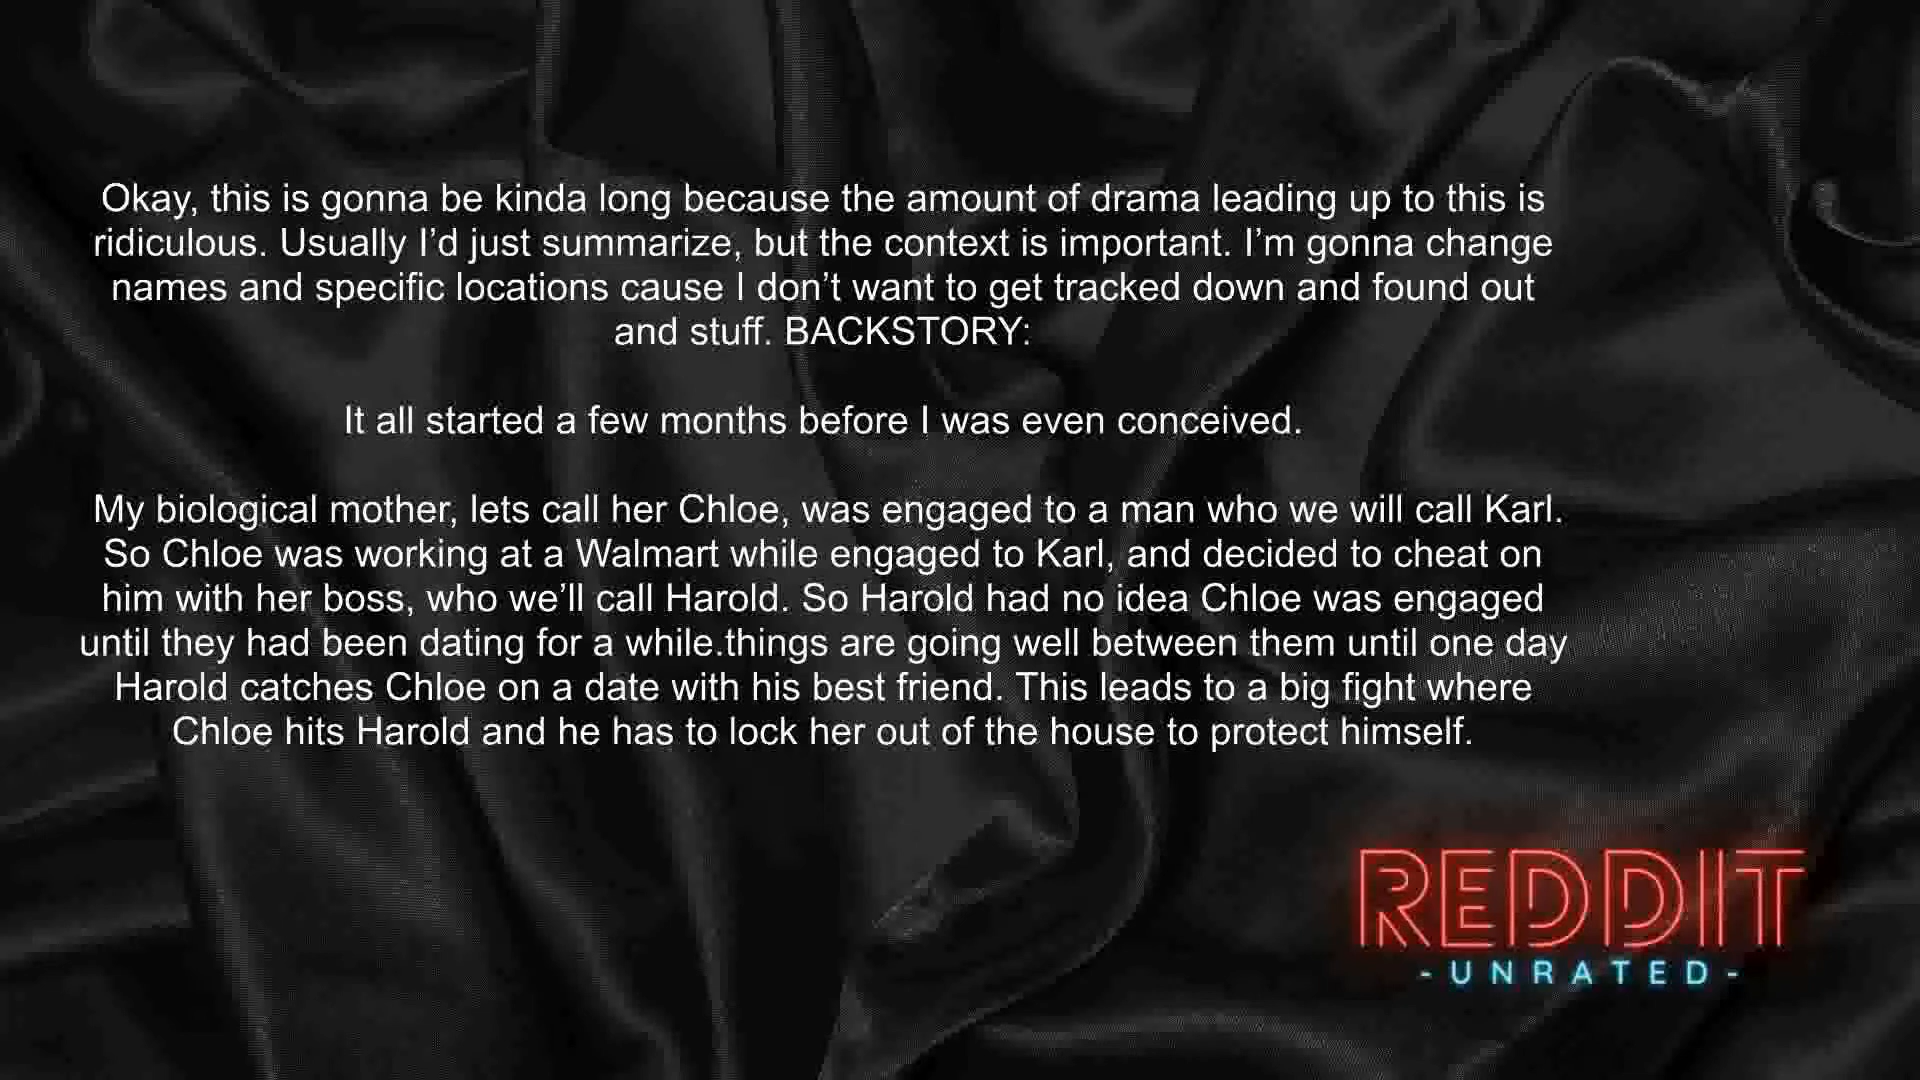 Okay, this is gonna be kinda long because the amount of drama leading up to this is
ridiculous. Usually I’d just summarize, but the context is important. I’m gonna change
names and specific locations cause I don’t want to get tracked down and found out
and stuff. BACKSTORY:
It all started a few months before I was even conceived.
My biological mother, lets call her Chloe, was engaged to a man who we will call Karl.
So Chloe was working at a Walmart while engaged to Karl, and decided to cheat on
him with her boss, who we’ll call Harold. So Harold had no idea Chloe was engaged
until they had been dating for a while.things are going well between them until one day
Harold catches Chloe on a date with his best friend. This leads to a big fight where
Chloe hits Harold and he has to lock her out of the house to protect himself.
REDDIT
- UNRATED -